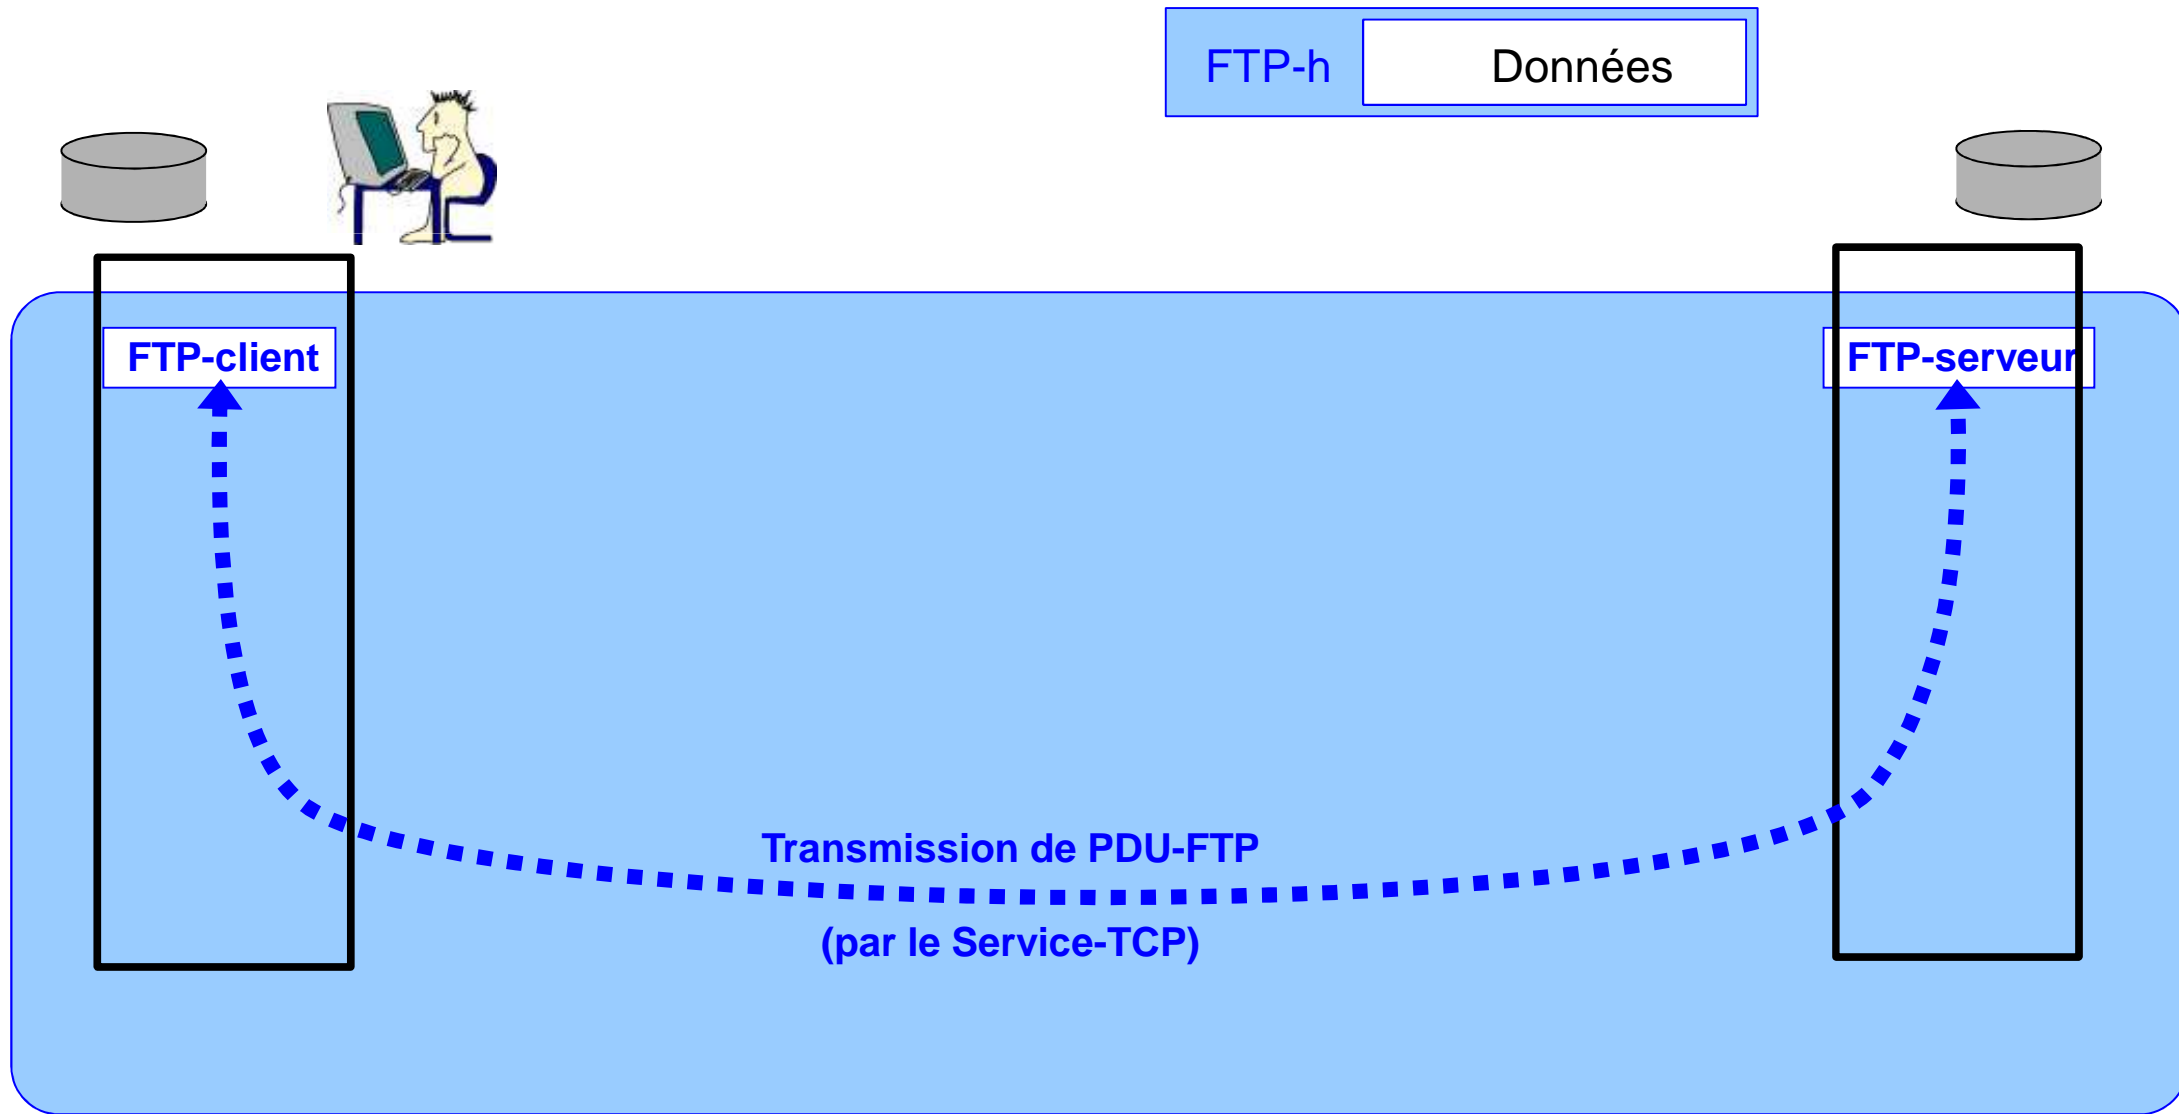 FTP-h Données
FTP-client
FTP-serveur
Transmission de PDU-FTP
(par le Service-TCP)